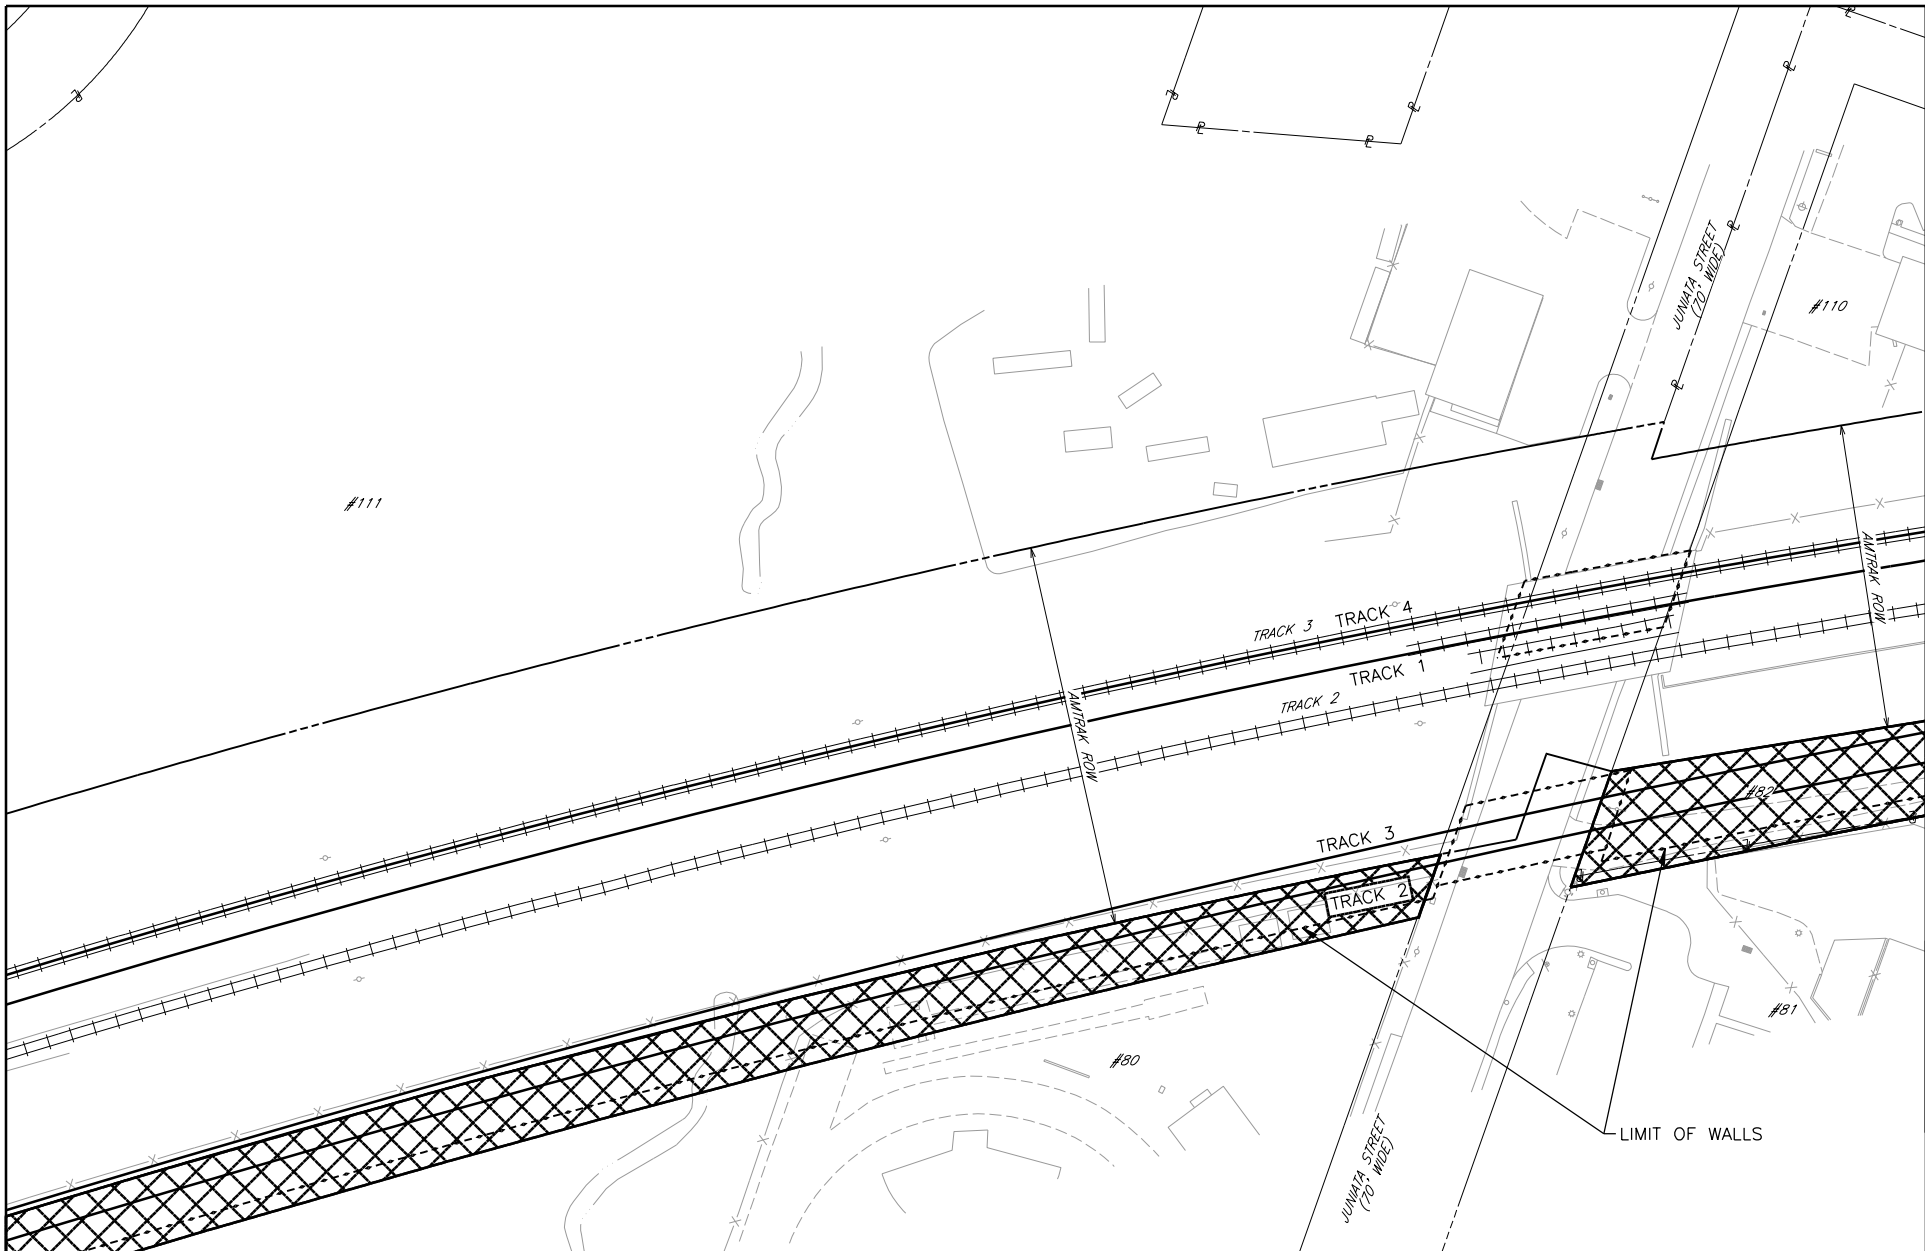 JUNIATA STREET
(70' WIDE)
#110
#111
AMTRAK ROW
TRACK 3
TRACK 4
TRACK 1
TRACK 2
AMTRAK ROW
#82
TRACK 3
TRACK 2
#81
#80
LIMIT OF WALLS
JUNIATA STREET
(70' WIDE)